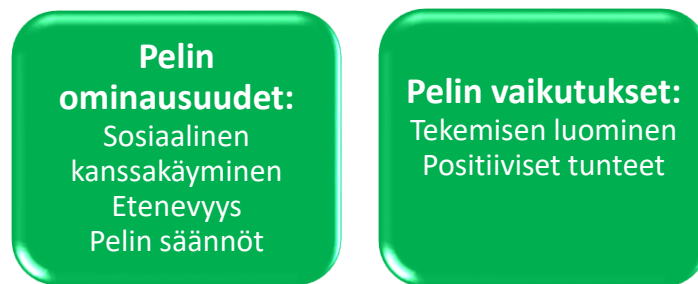 Pelin
ominausuudet:
Sosiaalinen
kanssakäyminen
Etenevyys
Pelin säännöt
Pelin vaikutukset:
Tekemisen luominen
Positiiviset tunteet